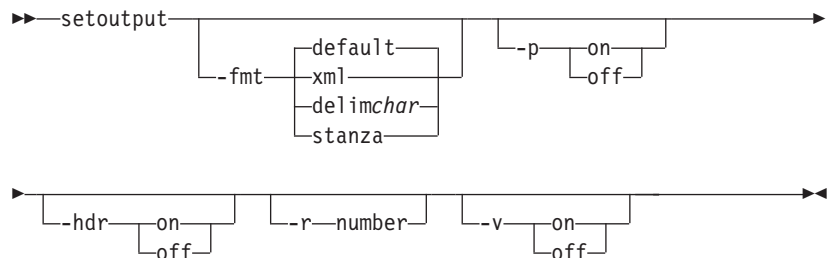 setoutput
default
-fmt xml
delimchar
stanza
-p on
off
-hdr on
off
-r number
-v on
off